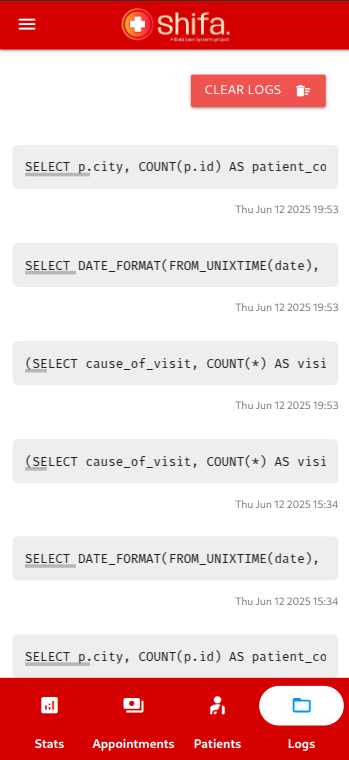 Shifa.
A Stars Last Systems project
CLEAR LOGS
SELECT p.city, COUNT(p.id) AS patient_co
Thu Jun 12 2025 19:53
SELECT DATE_FORMAT(FROM_UNIXTIME(date),
Thu Jun 12 2025 19:53
(SELECT cause_of_visit, COUNT(*) AS visi
Thu Jun 12 2025 19:53
(SELECT cause_of_visit, COUNT(*) AS visi
Thu Jun 12 2025 15:34
SELECT DATE_FORMAT(FROM_UNIXTIME(date),
Thu Jun 12 2025 15:34
SELECT p.city, COUNT(p.id) AS patient_co
Stats
Appointments
Patients
Logs